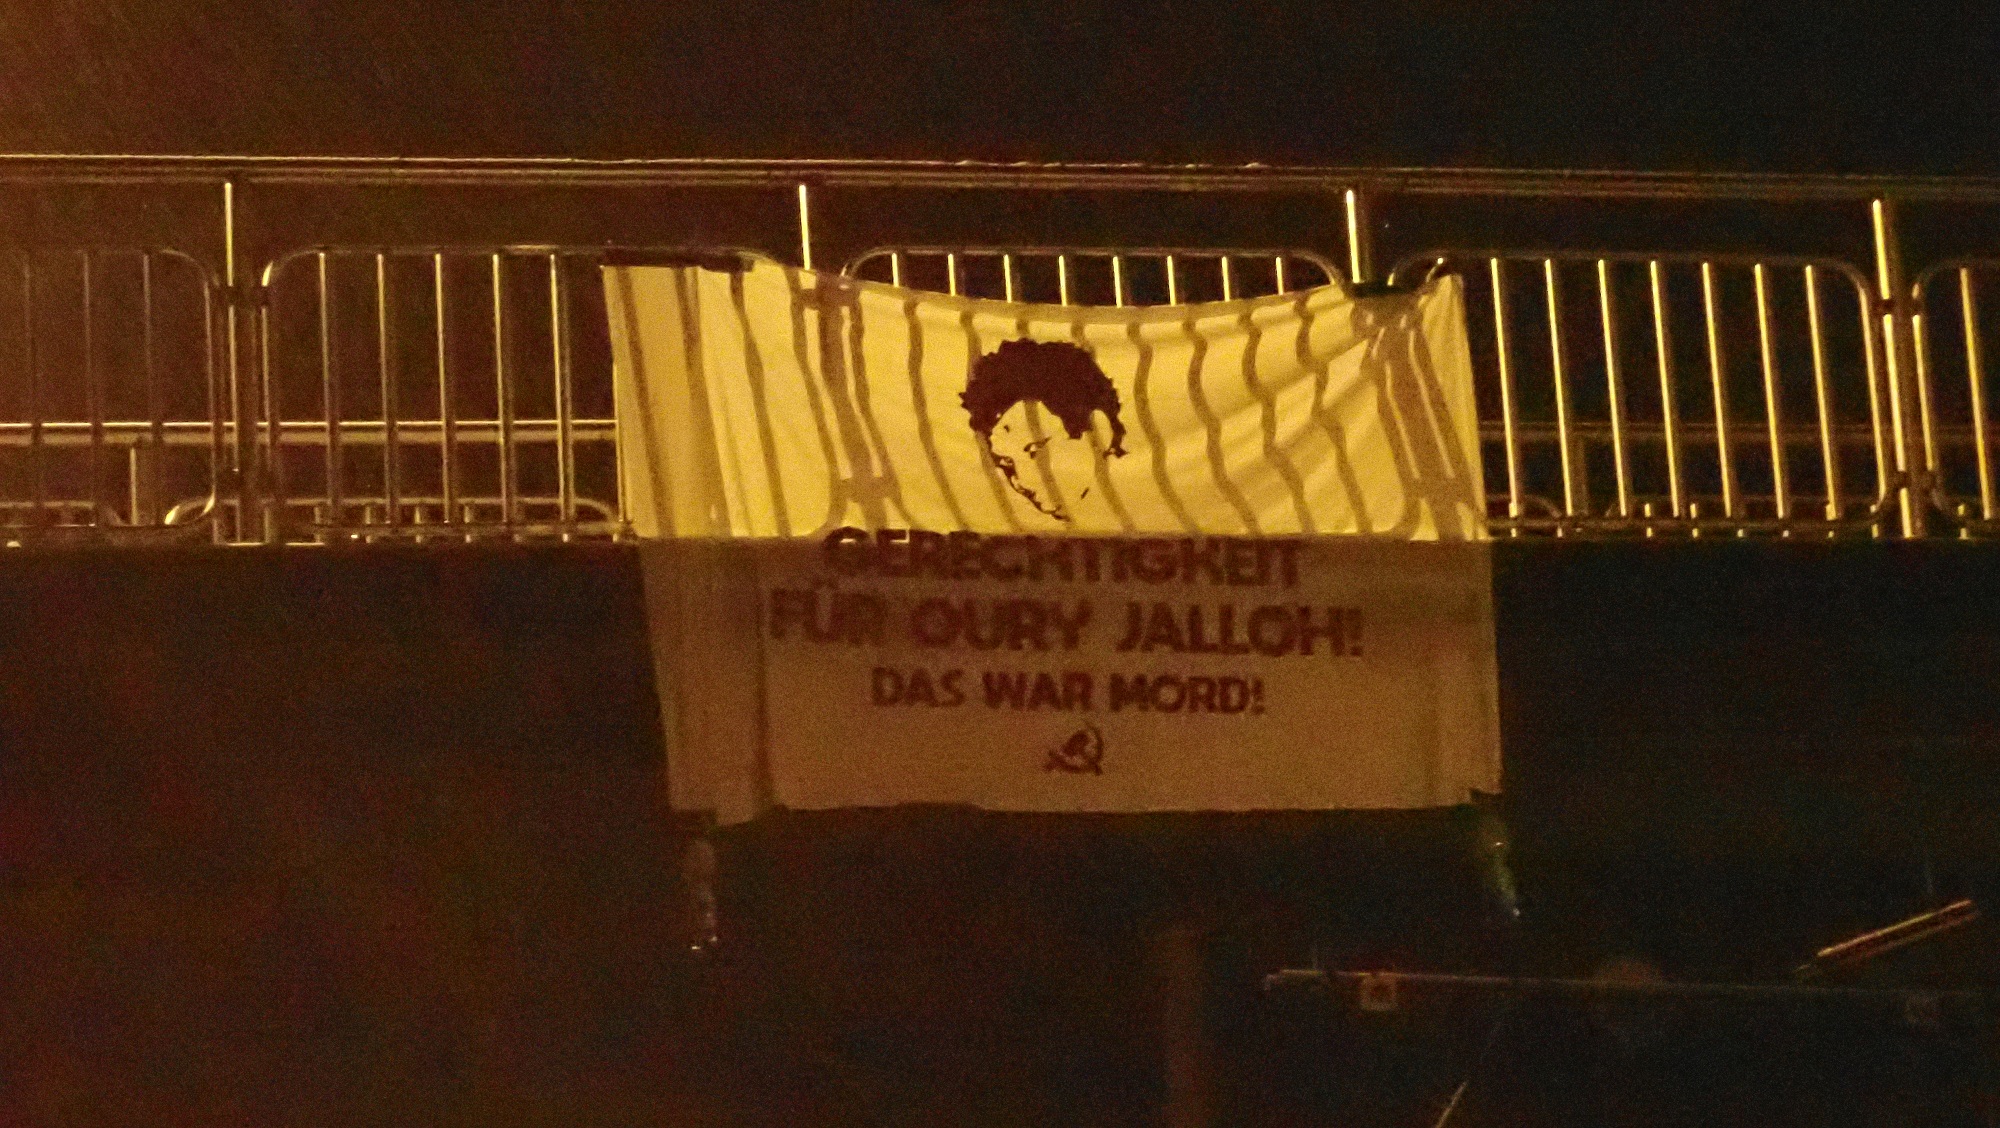 GERECHTIGKEIT
FÜR OURY JALLOH!
DAS WAR MORD!